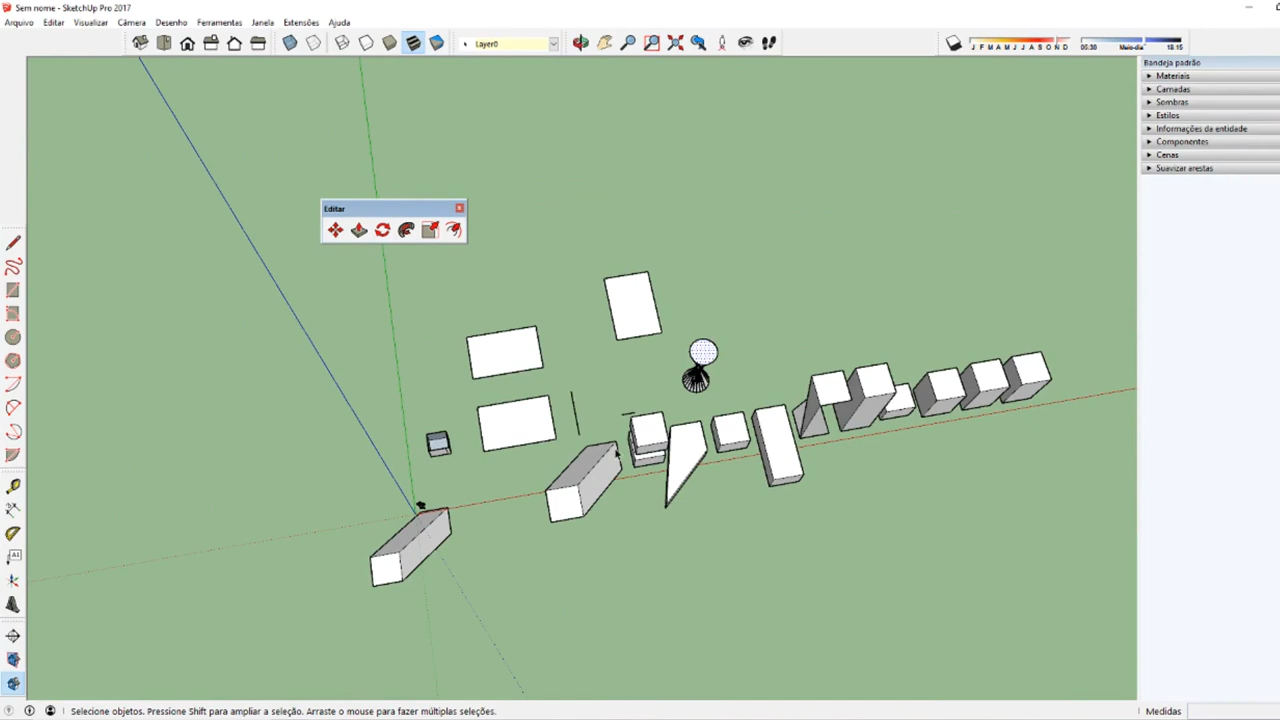 Sem nome - SketchUp Pro 2017
Arquivo Editar Visualizar Câmera Desenho Ferramentas Janela Extensões Ajuda
Layer0
J F M A M J J A S O N D 05:30 Meio-dia 18:15
Bandeja padrão
Materiais
Camadas
Sombras
Estilos
Informações da entidade
Componentes
Cenas
Suavizar arestas
Editar
A1
Selecione objetos. Pressione Shift para ampliar a seleção. Arraste o mouse para fazer múltiplas seleções.
Medidas